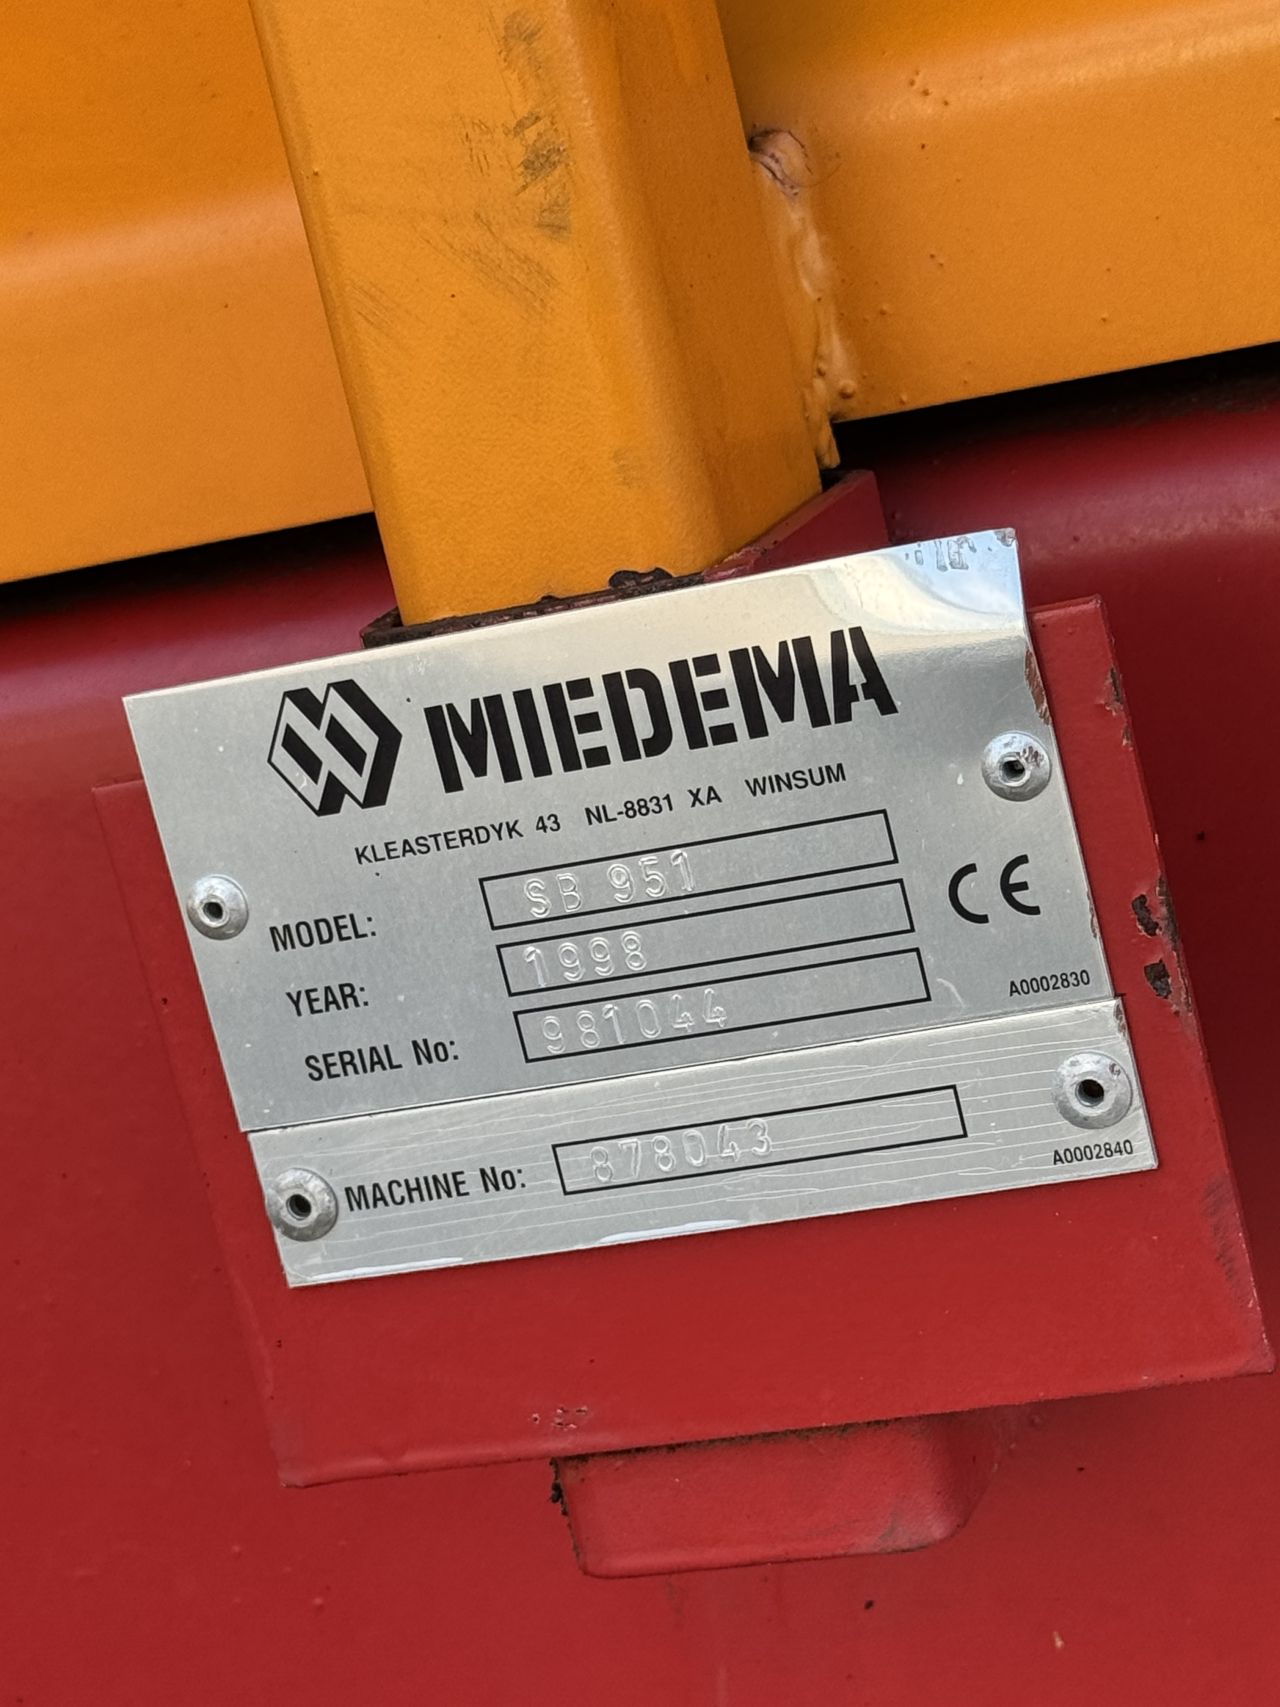 MIEDEMA
KLEASTERDYK 43 NL-8831 XA WINSUM
MODEL: SB 951
YEAR: 1998
SERIAL No: 981044
CE
A0002830
MACHINE No: 878043
A0002840